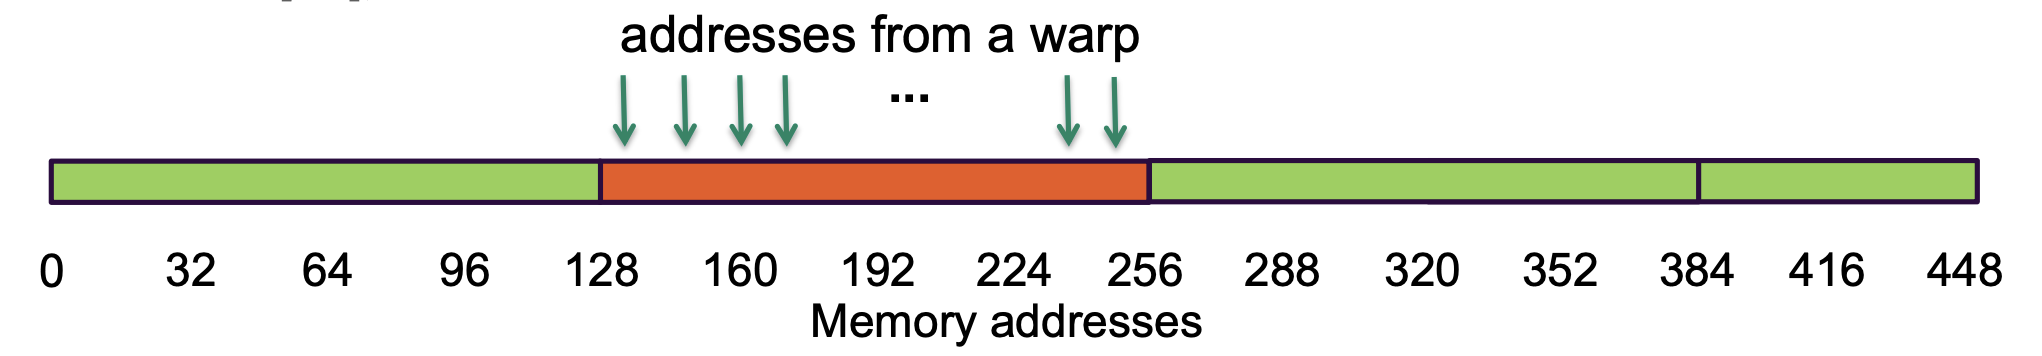 addresses from a warp
...
0 32 64 96 128 160 192 224 256 288 320 352 384 416 448
Memory addresses